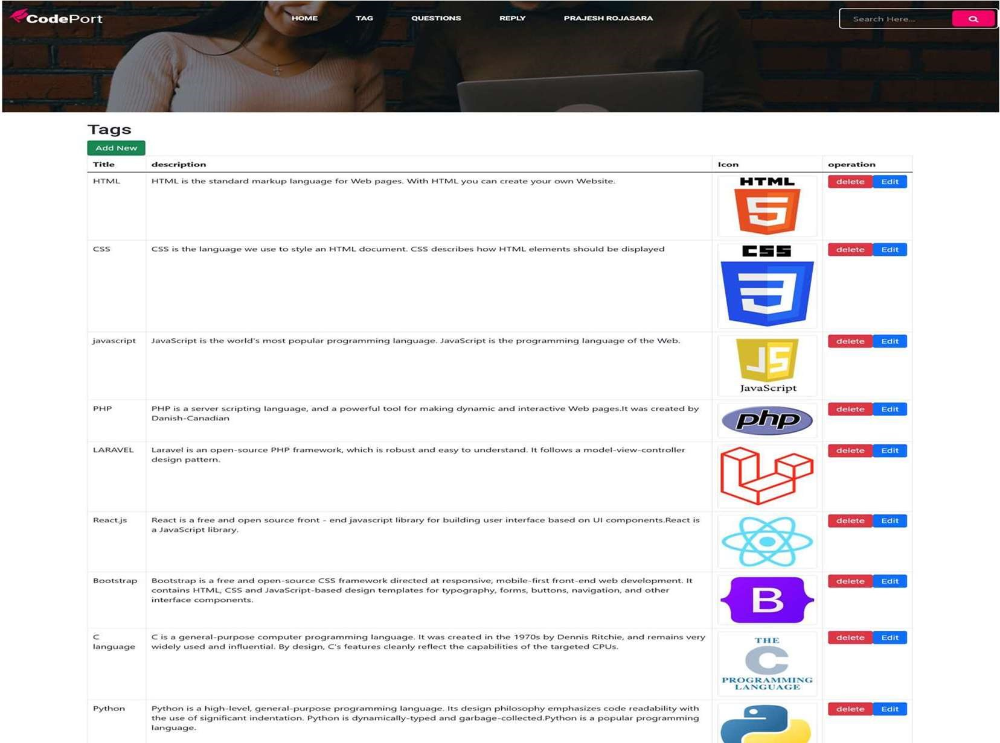 CodePort HOME TAG QUESTIONS REPLY PRAJESH ROJASARA Search Here...
Tags
Add New
Title description Icon operation
HTML HTML is the standard markup language for Web pages. With HTML you can create your own Website. HTML delete Edit
5
CSS CSS is the language we use to style an HTML document. CSS describes how HTML elements should be displayed CSS delete Edit
3
javascript JavaScript is the world's most popular programming language. JavaScript is the programming language of the Web. delete Edit
JS
JavaScript
PHP PHP is a server scripting language, and a powerful tool for making dynamic and interactive Web pages.It was created by php delete Edit
Danish-Canadian
LARAVEL Laravel is an open-source PHP framework, which is robust and easy to understand. It follows a model-view-controller delete Edit
design pattern.
React.js React is a free and open source front - end javascript library for building user interface based on UI components.React is delete Edit
a JavaScript library.
Bootstrap Bootstrap is a free and open-source CSS framework directed at responsive, mobile-first front-end web development. It delete Edit
contains HTML, CSS and JavaScript-based design templates for typography, forms, buttons, navigation, and other B
interface components.
C C is a general-purpose computer programming language. It was created in the 1970s by Dennis Ritchie, and remains very THE delete Edit
language widely used and influential. By design, C's features cleanly reflect the capabilities of the targeted CPUs. C
PROGRAMMING
LANGUAGE
Python Python is a high-level, general-purpose programming language. Its design philosophy emphasizes code readability with delete Edit
the use of significant indentation. Python is dynamically-typed and garbage-collected.Python is a popular programming
language.